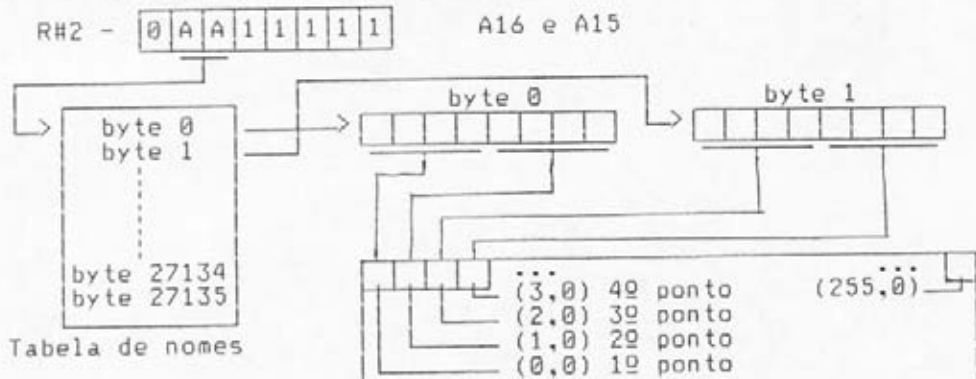 R#2 - 0 A A 1 1 1 1 1 A16 e A15
byte 0 byte 1
byte 0
byte 1
byte 27134
byte 27135
Tabela de nomes
... ...
(3,0) 4º ponto (255,0)
(2,0) 3º ponto
(1,0) 2º ponto
(0,0) 1º ponto